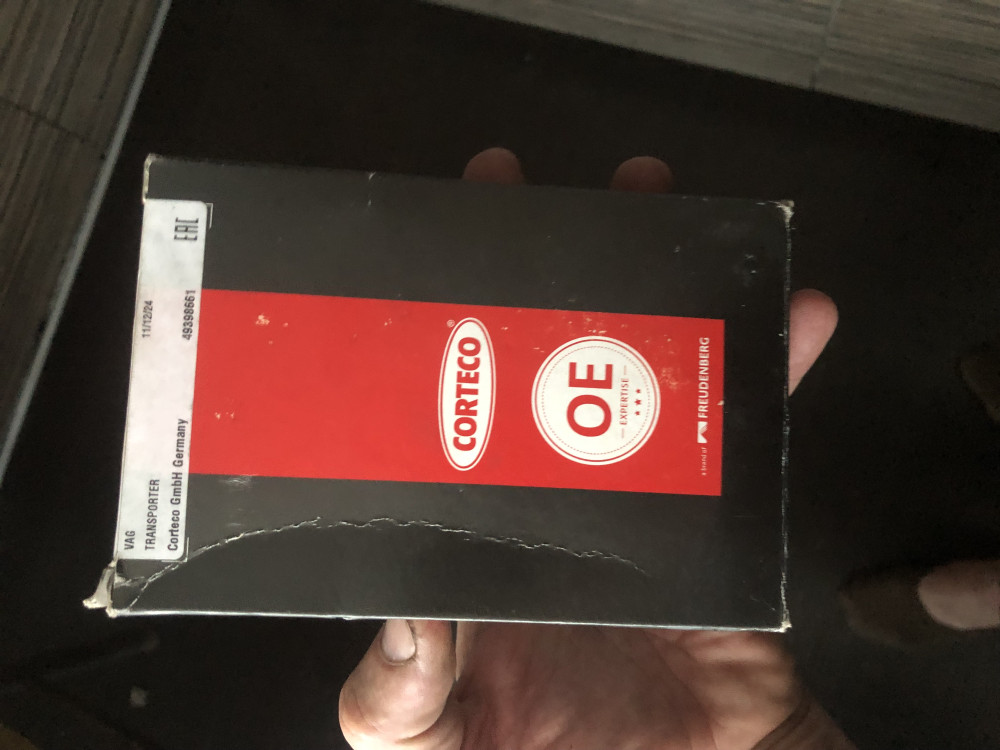 VAG
TRANSPORTER 11/12/24
Corteco GmbH Germany 49398661 EAC
CORTECO®
OE
EXPERTISE
a brand of FREUDENBERG